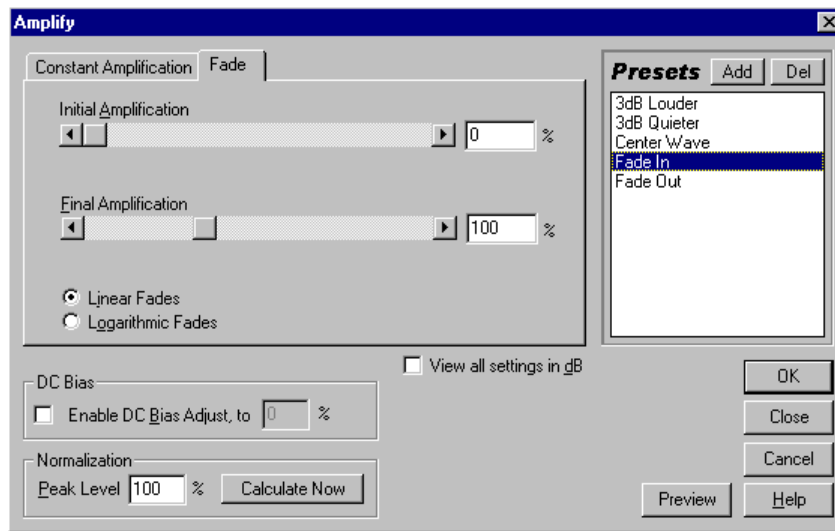 Amplify
Constant Amplification
Fade
Initial Amplification
0 %
Final Amplification
100 %
Linear Fades
Logarithmic Fades
Presets
Add
Del
3dB Louder
3dB Quieter
Center Wave
Fade In
Fade Out
View all settings in dB
DC Bias
Enable DC Bias Adjust, to 0 %
Normalization
Peak Level 100 % Calculate Now
OK
Close
Cancel
Preview
Help